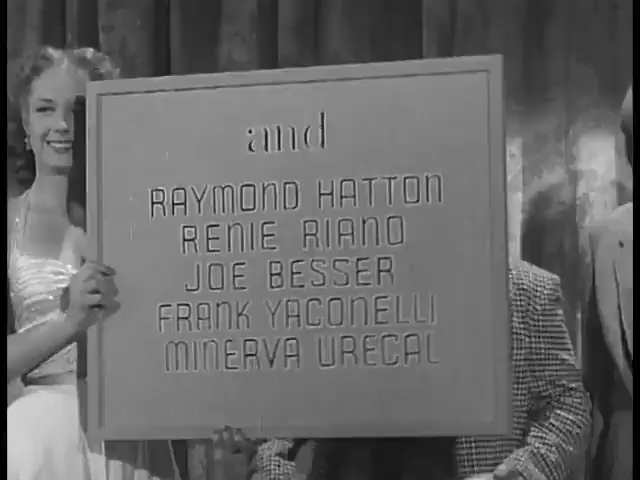 and
RAYMOND HATTON
RENIE RIANO
JOE BESSER
FRANK YACONELLI
MINERVA URECAL